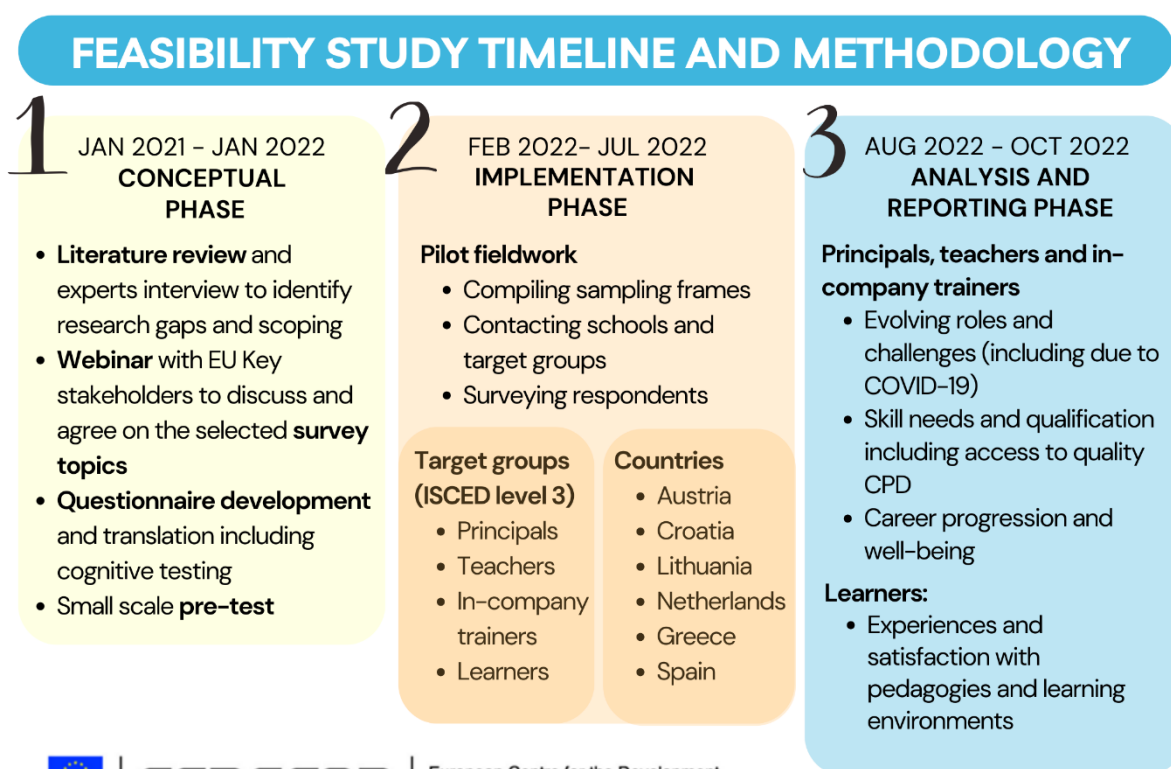 FEASIBILITY STUDY TIMELINE AND METHODOLOGY
1
JAN 2021 - JAN 2022
CONCEPTUAL
PHASE
• Literature review and
experts interview to identify
research gaps and scoping
• Webinar with EU Key
stakeholders to discuss and
agree on the selected survey
topics
• Questionnaire development
and translation including
cognitive testing
• Small scale pre-test
2
FEB 2022- JUL 2022
IMPLEMENTATION
PHASE
Pilot fieldwork
• Compiling sampling frames
• Contacting schools and
target groups
• Surveying respondents
Target groups
(ISCED level 3)
• Principals
• Teachers
• In-company
trainers
• Learners
Countries
• Austria
• Croatia
• Lithuania
• Netherlands
• Greece
• Spain
3
AUG 2022 - OCT 2022
ANALYSIS AND
REPORTING PHASE
Principals, teachers and in-
company trainers
• Evolving roles and
challenges (including due to
COVID-19)
• Skill needs and qualification
including access to quality
CPD
• Career progression and
well-being
Learners:
• Experiences and
satisfaction with
pedagogies and learning
environments
European Centre for the Development